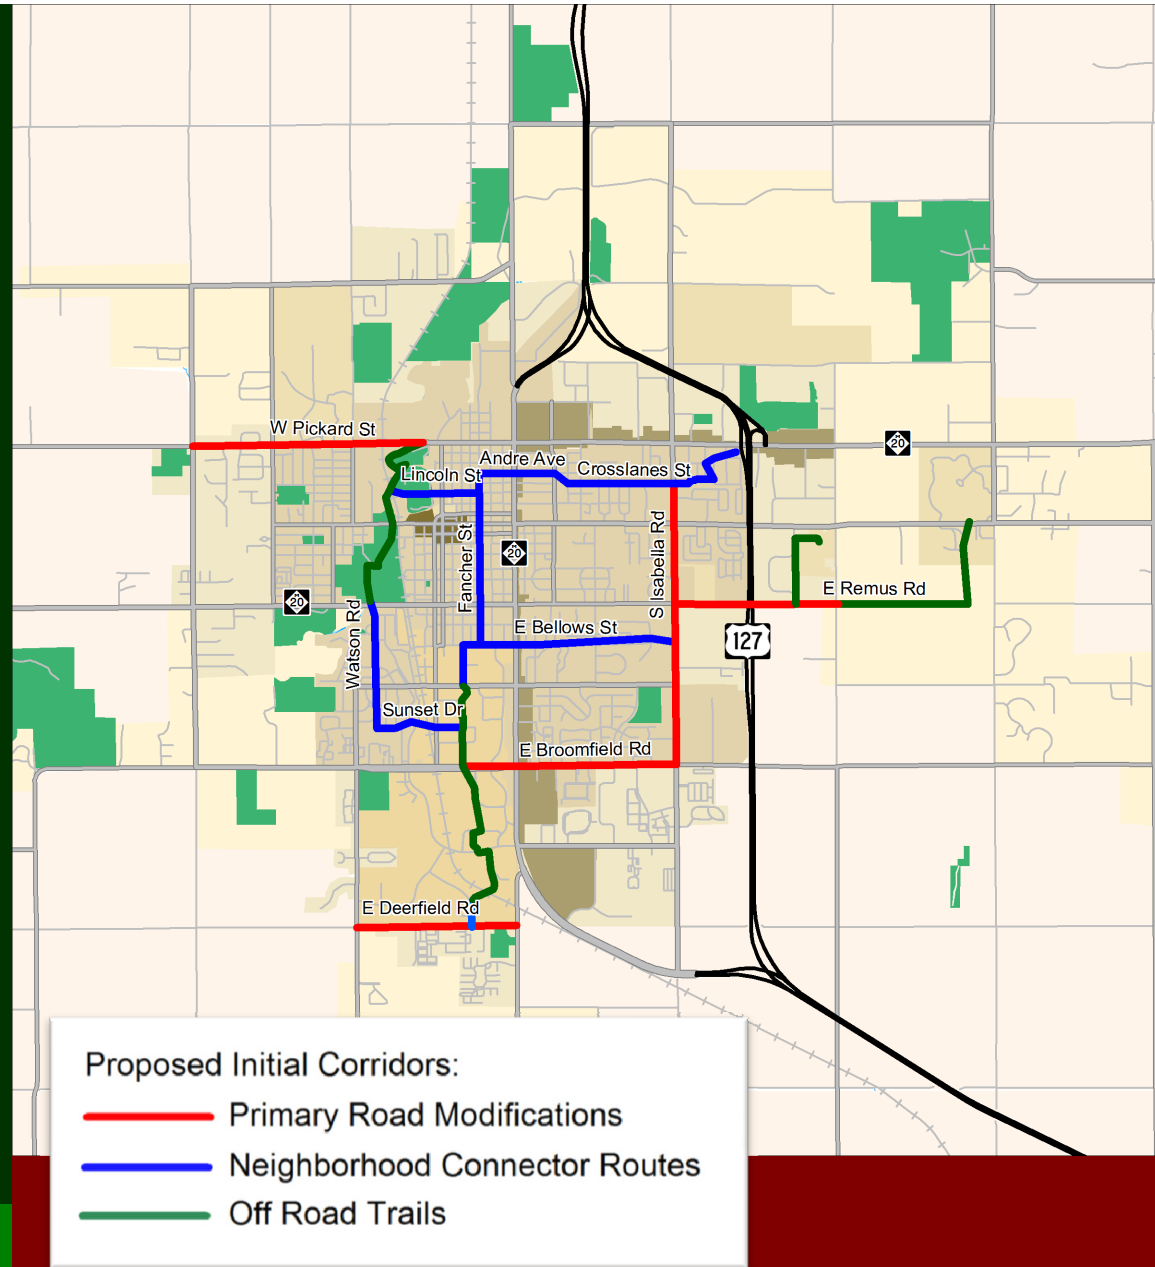 W Pickard St
20
Andre Ave
Crosslanes St
Lincoln St
Fancher St
S Isabella Rd
20
E Remus Rd
20
Watson Rd
E Bellows St
127
Sunset Dr
E Broomfield Rd
E Deerfield Rd
Proposed Initial Corridors:
Primary Road Modifications
Neighborhood Connector Routes
Off Road Trails